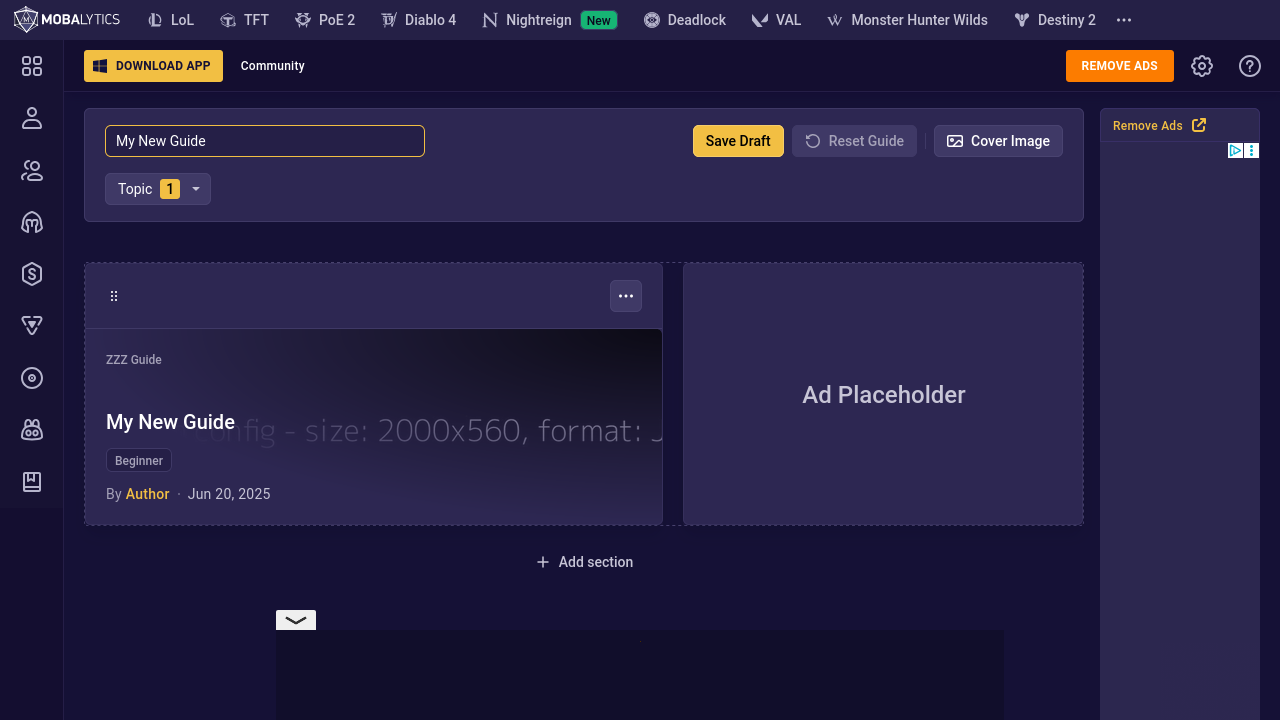 MOBALYTICS
LoL
TFT
PoE 2
Diablo 4
Nightreign
New
Deadlock
VAL
Monster Hunter Wilds
Destiny 2
DOWNLOAD APP
Community
REMOVE ADS
My New Guide
Save Draft
Reset Guide
Cover Image
Remove Ads
Topic
1
ZZZ Guide
config - size: 2000x560, format: J
My New Guide
Beginner
By Author · Jun 20, 2025
Ad Placeholder
Add section